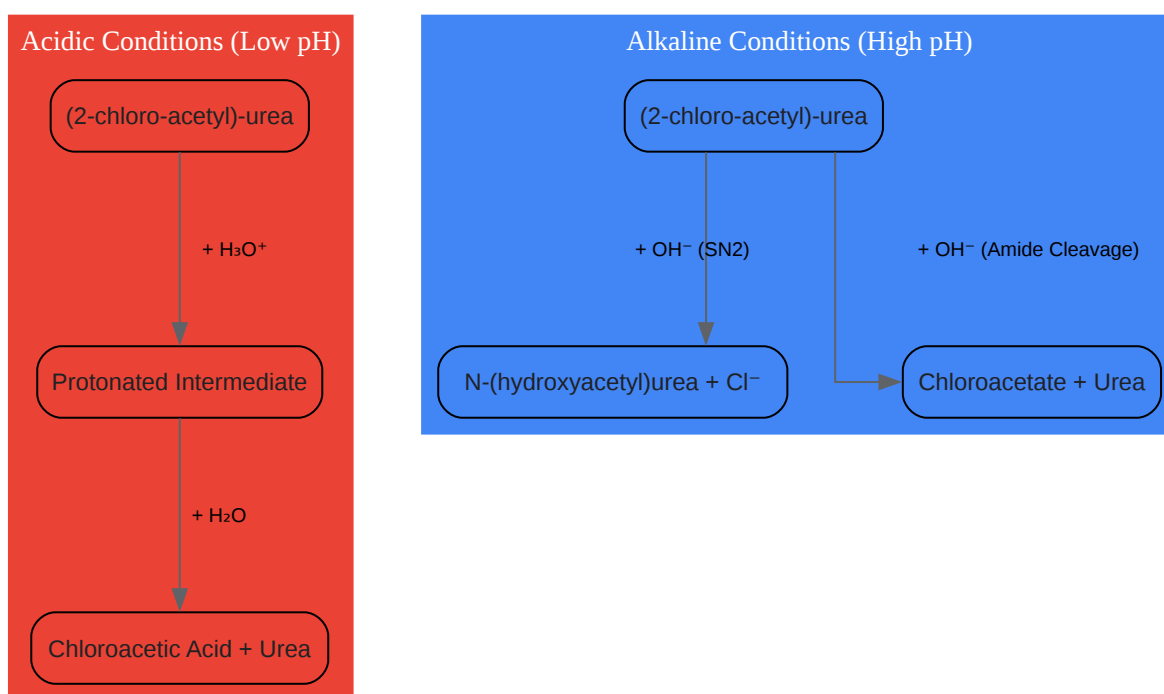 Acidic Conditions (Low pH)
(2-chloro-acetyl)-urea
+ H₃O⁺
Protonated Intermediate
+ H₂O
Chloroacetic Acid + Urea
Alkaline Conditions (High pH)
(2-chloro-acetyl)-urea
+ OH⁻ (SN2)
+ OH⁻ (Amide Cleavage)
N-(hydroxyacetyl)urea + Cl⁻
Chloroacetate + Urea